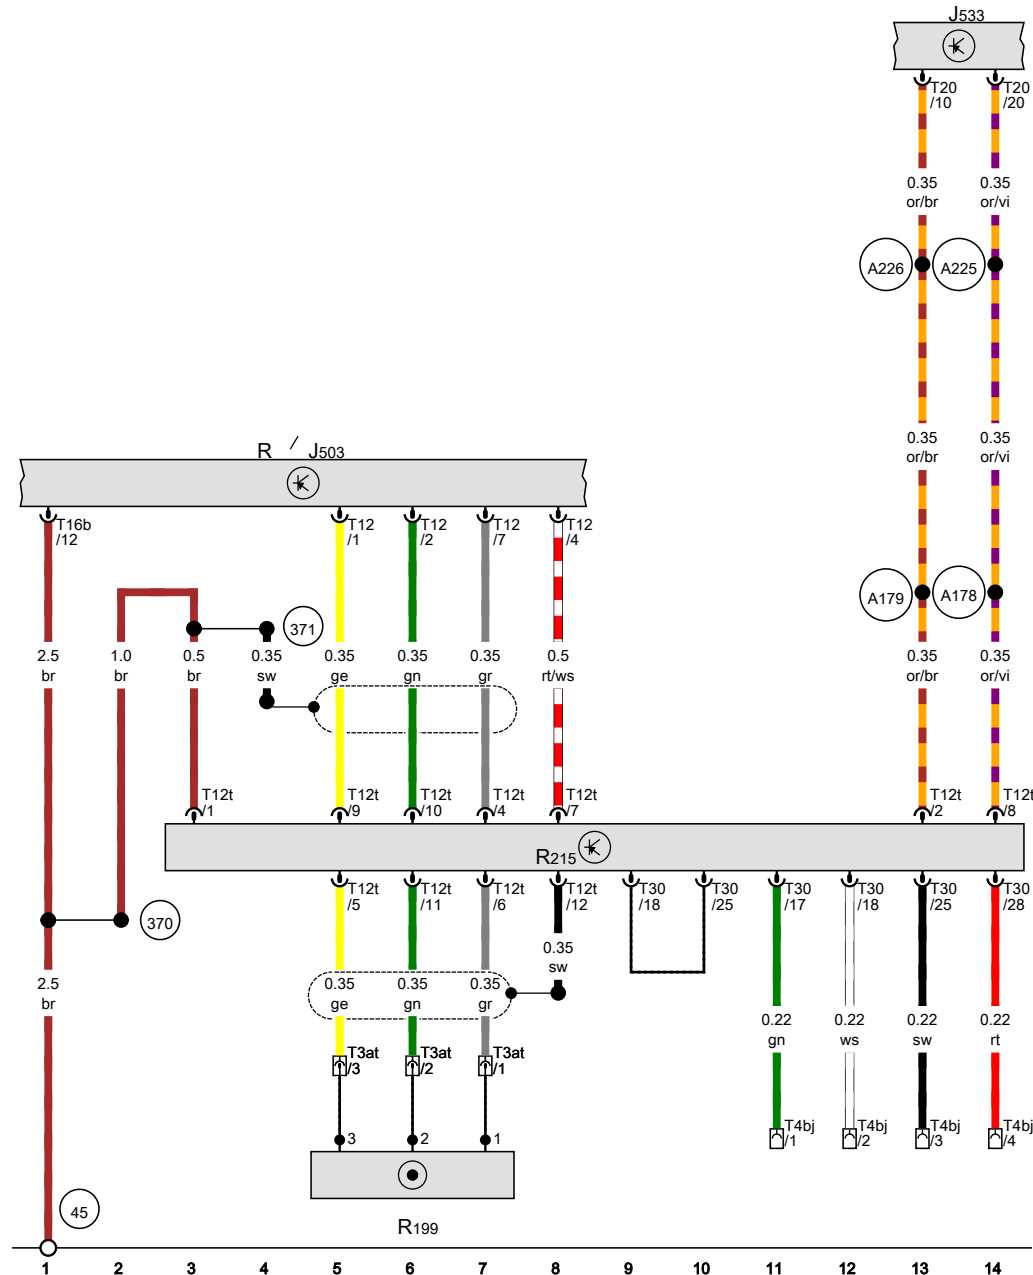 J533
T20 T20
/10 /20
0.35 0.35
or/br or/vi
A226 A225
0.35 0.35
or/br or/vi
R / J503
T16b T12 T12 T12 T12
/12 /1 /2 /7 /4
A179 A178
371
2.5 1.0 0.5 0.35 0.35 0.35 0.35 0.5 0.35 0.35
br br br sw ge gn gr rt/ws or/br or/vi
T12t T12t T12t T12t T12t T12t T12t
/1 /9 /10 /4 /7 /2 /8
R215
T12t T12t T12t T12t T30 T30 T30 T30 T30 T30
/5 /11 /6 /12 /18 /25 /17 /18 /25 /28
370
0.35
sw
2.5 0.35 0.35 0.35
br ge gn gr
0.22 0.22 0.22 0.22
gn ws sw rt
T3at T3at T3at
/3 /2 /1
T4bj T4bj T4bj T4bj
/1 /2 /3 /4
3 2 1
45
R199
1 2 3 4 5 6 7 8 9 10 11 12 13 14